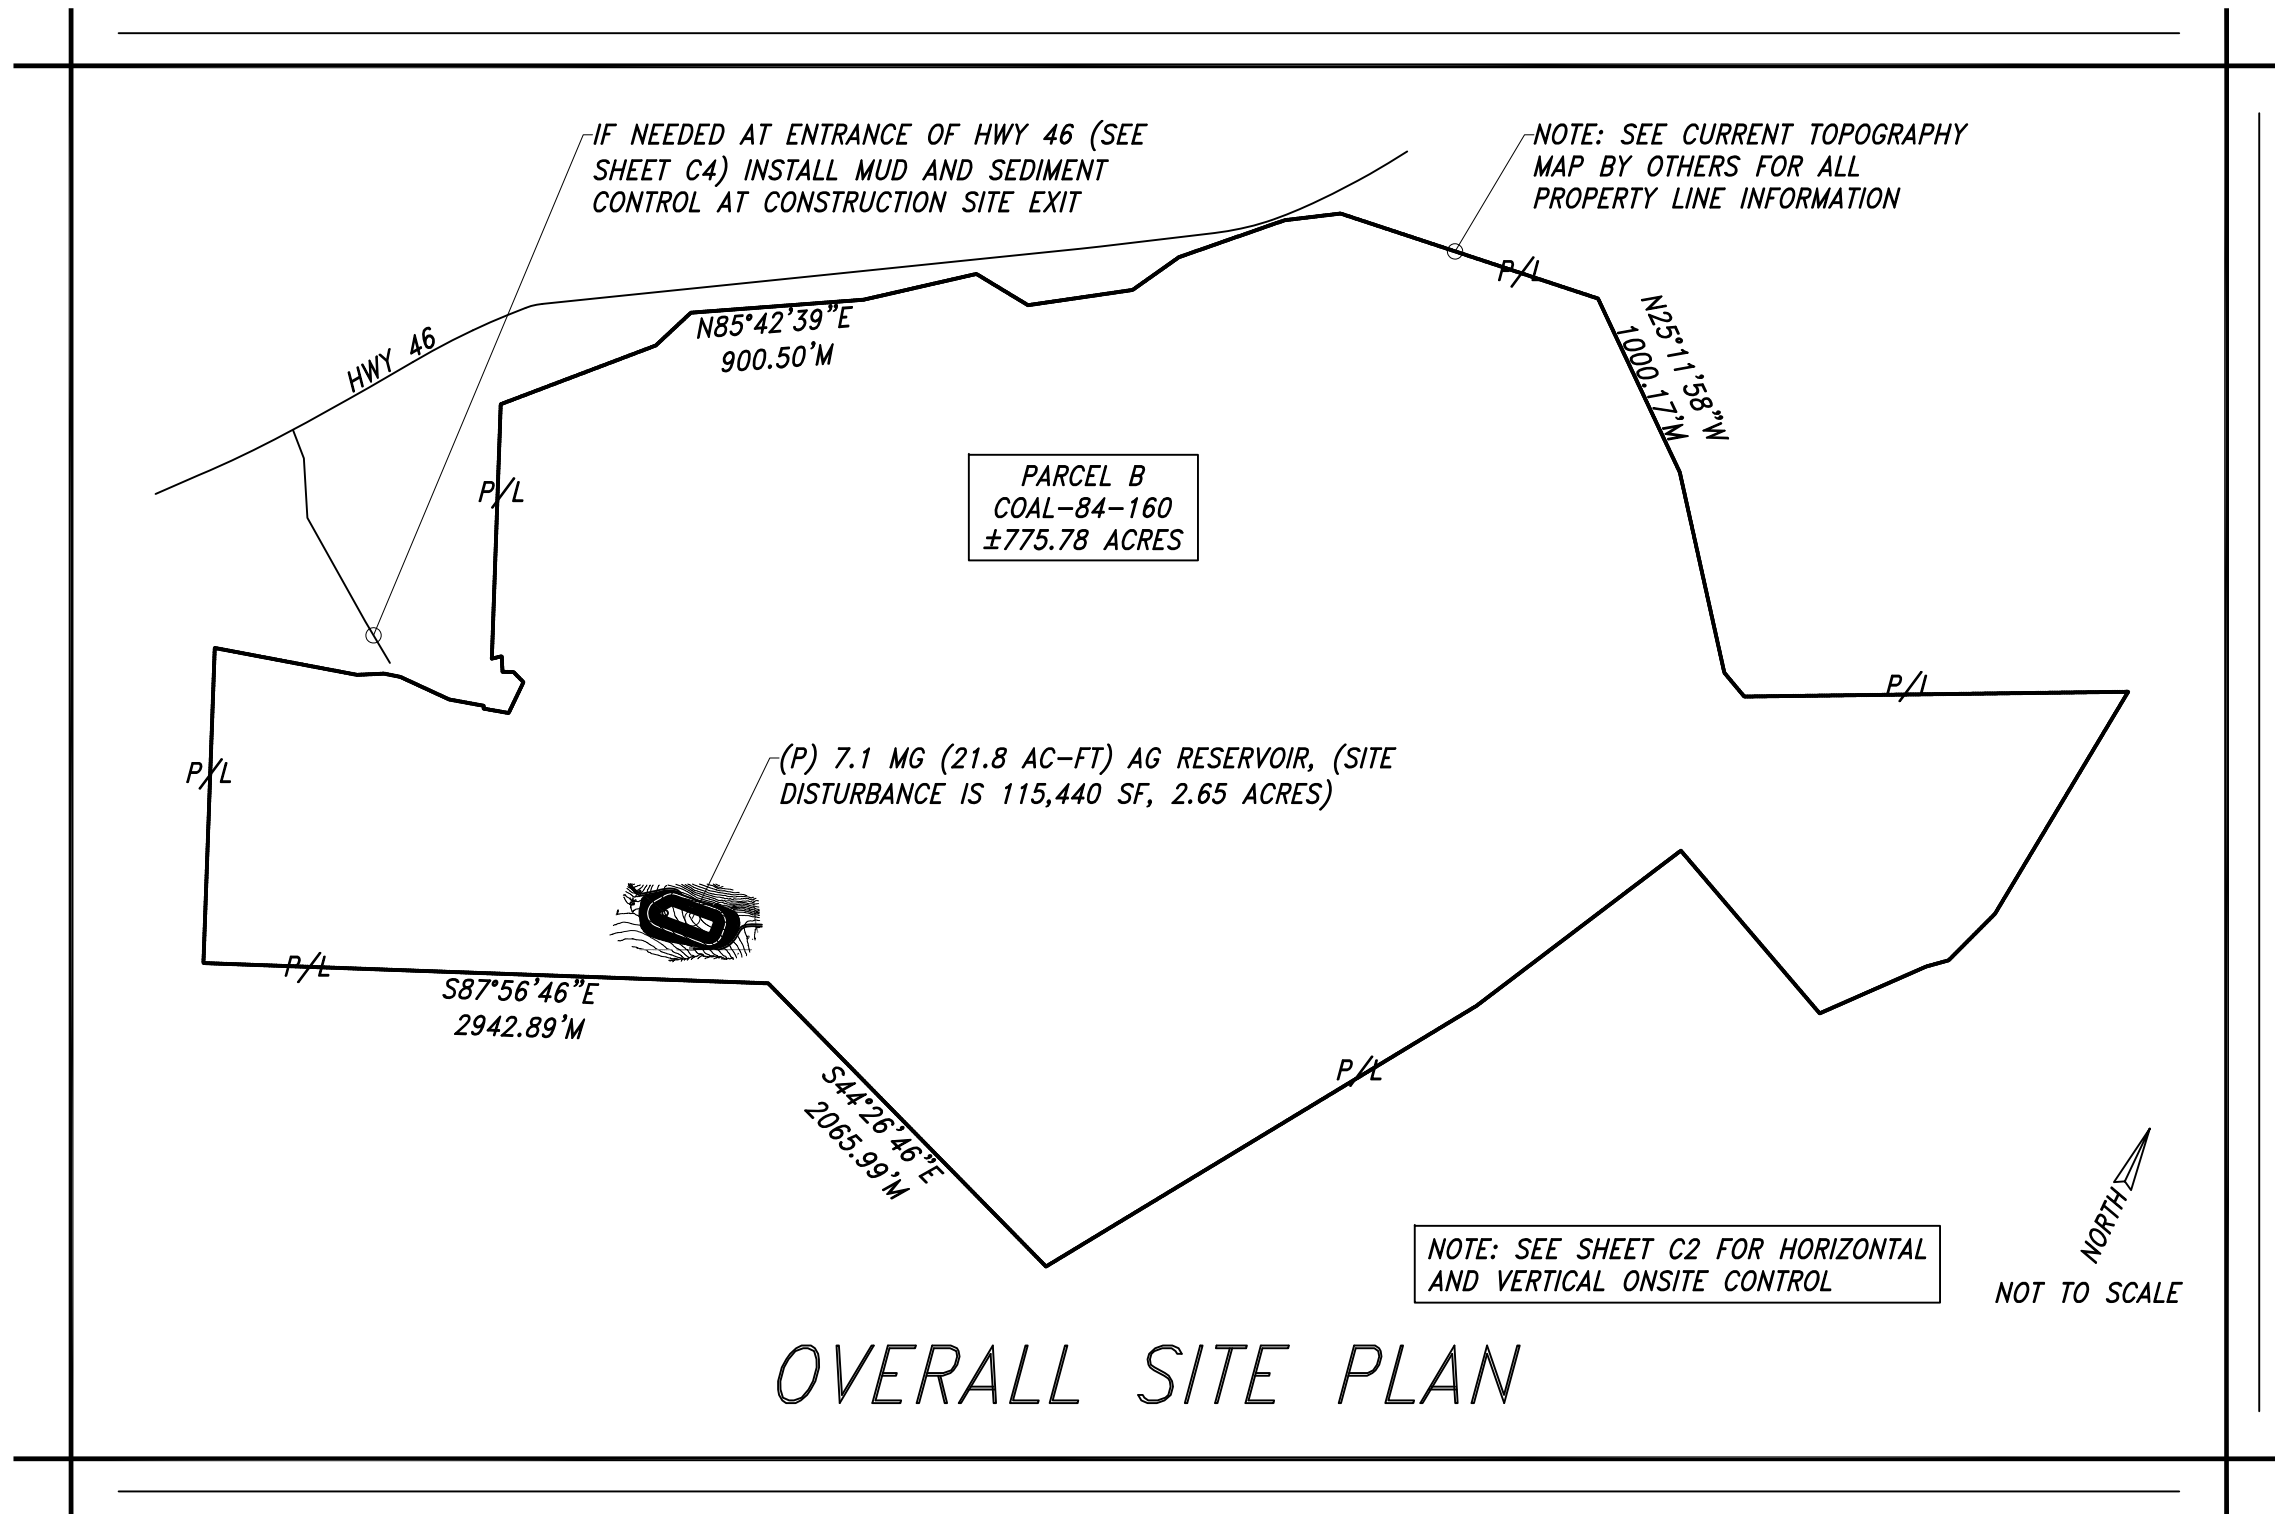 IF NEEDED AT ENTRANCE OF HWY 46 (SEE
SHEET C4) INSTALL MUD AND SEDIMENT
CONTROL AT CONSTRUCTION SITE EXIT
NOTE: SEE CURRENT TOPOGRAPHY
MAP BY OTHERS FOR ALL
PROPERTY LINE INFORMATION
P/L
HWY 46
N85°42'39"E
900.50'M
N25°11'58"W
1000.17'M
P/L
PARCEL B
COAL-84-160
±775.78 ACRES
P/L
P/L
(P) 7.1 MG (21.8 AC-FT) AG RESERVOIR, (SITE
DISTURBANCE IS 115,440 SF, 2.65 ACRES)
P/L
S87°56'46"E
2942.89'M
S44°26'46"E
2065.99'M
P/L
NOTE: SEE SHEET C2 FOR HORIZONTAL
AND VERTICAL ONSITE CONTROL
NORTH
NOT TO SCALE
OVERALL SITE PLAN